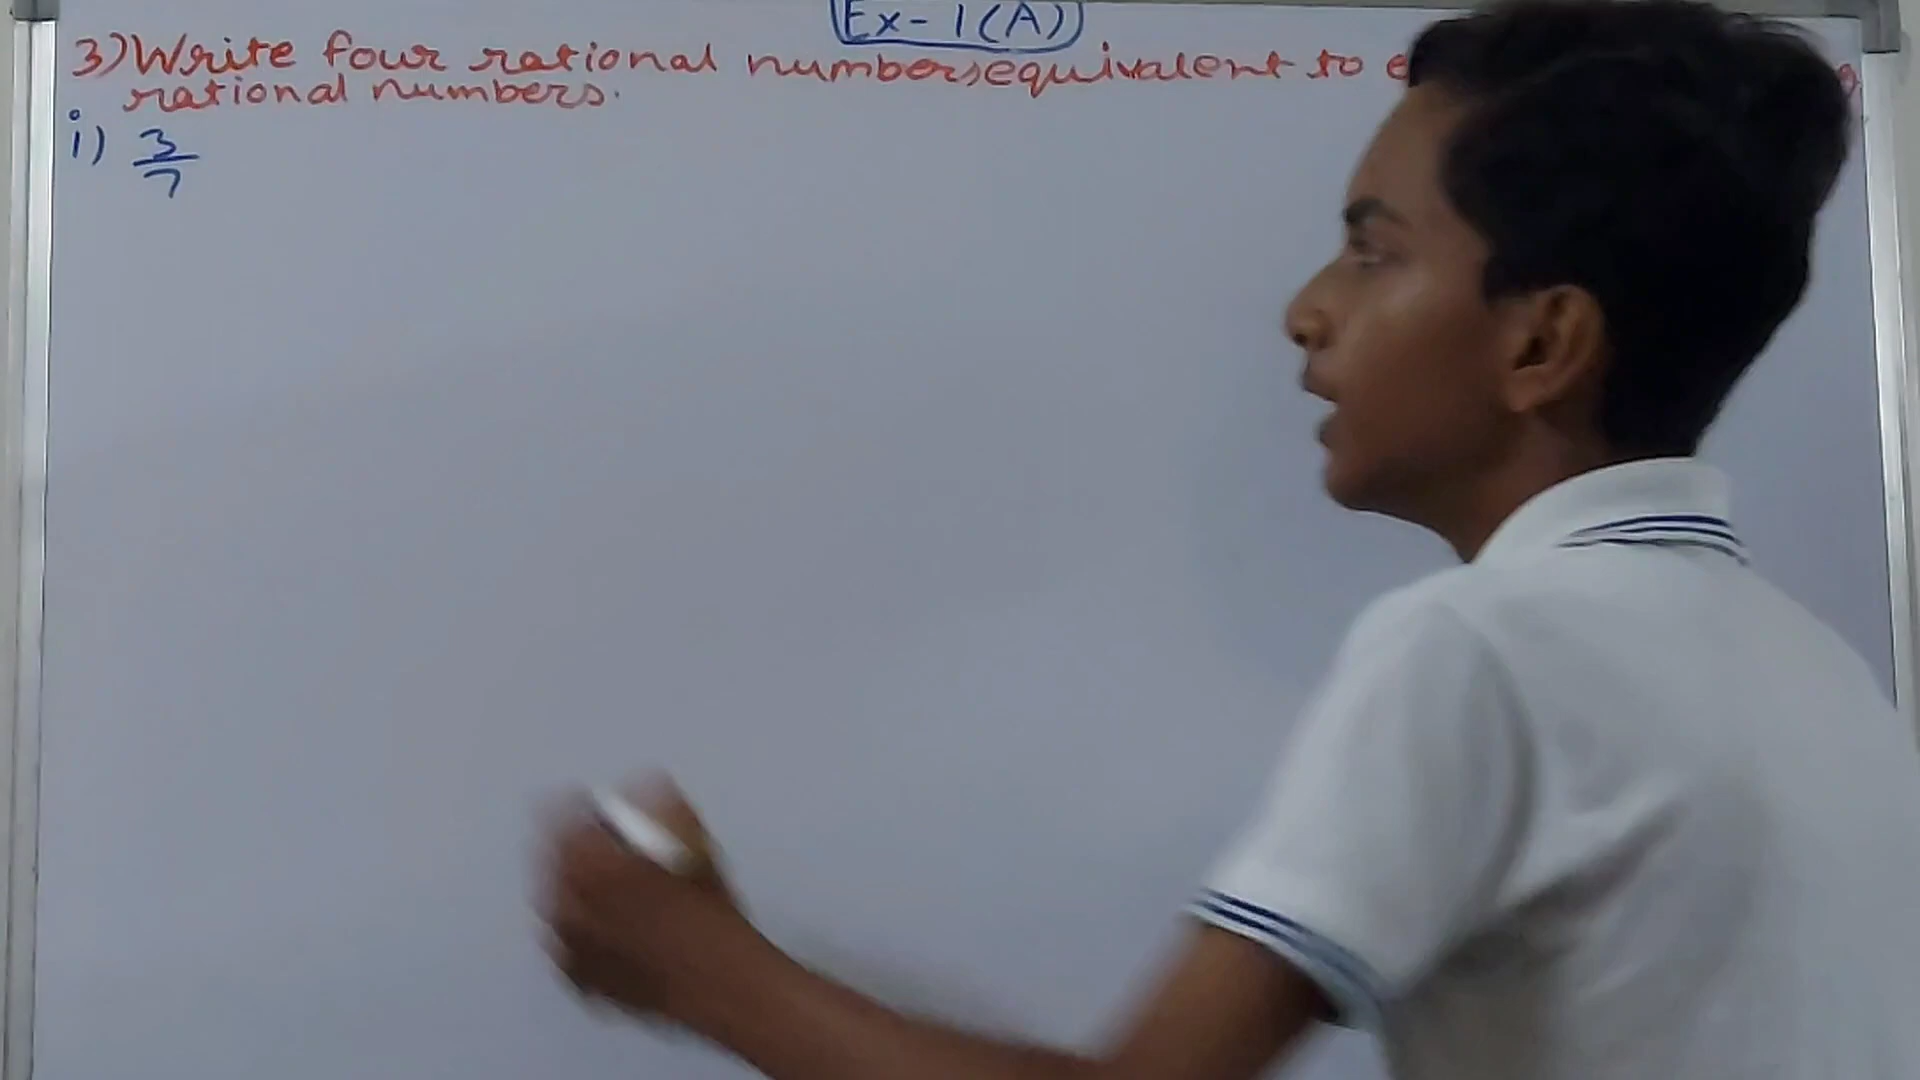 Ex-1(A)
3) Write four rational numbers equivalent to
rational numbers.
i) 3/7